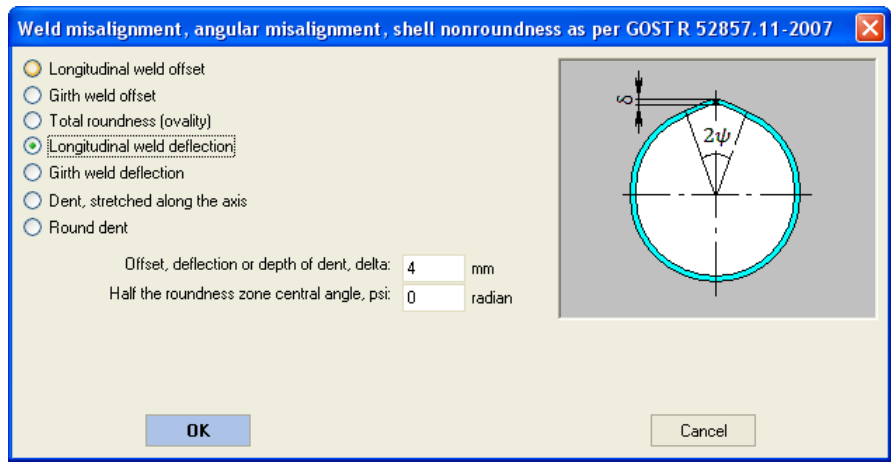 Weld misalignment, angular misalignment, shell nonroundness as per GOST R 52857.11-2007
Longitudinal weld offset
Girth weld offset
Total roundness (ovality)
Longitudinal weld deflection
Girth weld deflection
Dent, stretched along the axis
Round dent
Offset, deflection or depth of dent, delta: 4 mm
Half the roundness zone central angle, psi: 0 radian
δ
2ψ
OK
Cancel